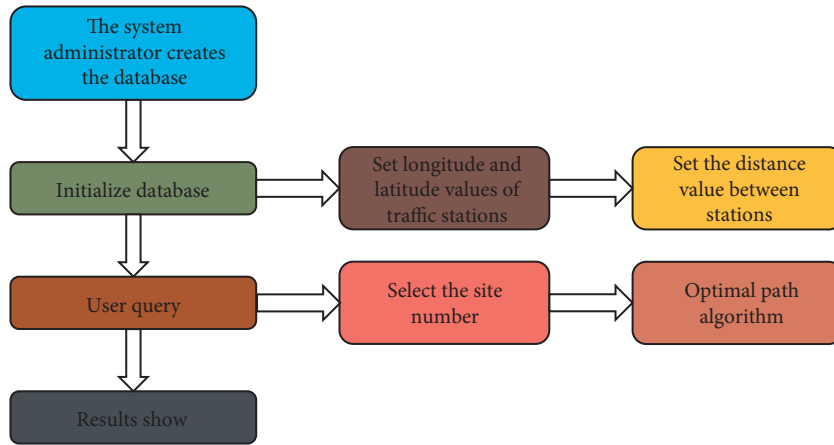 The system
administrator creates
the database
Initialize database
Set longitude and
latitude values of
traffic stations
Set the distance
value between
stations
User query
Select the site
number
Optimal path
algorithm
Results show